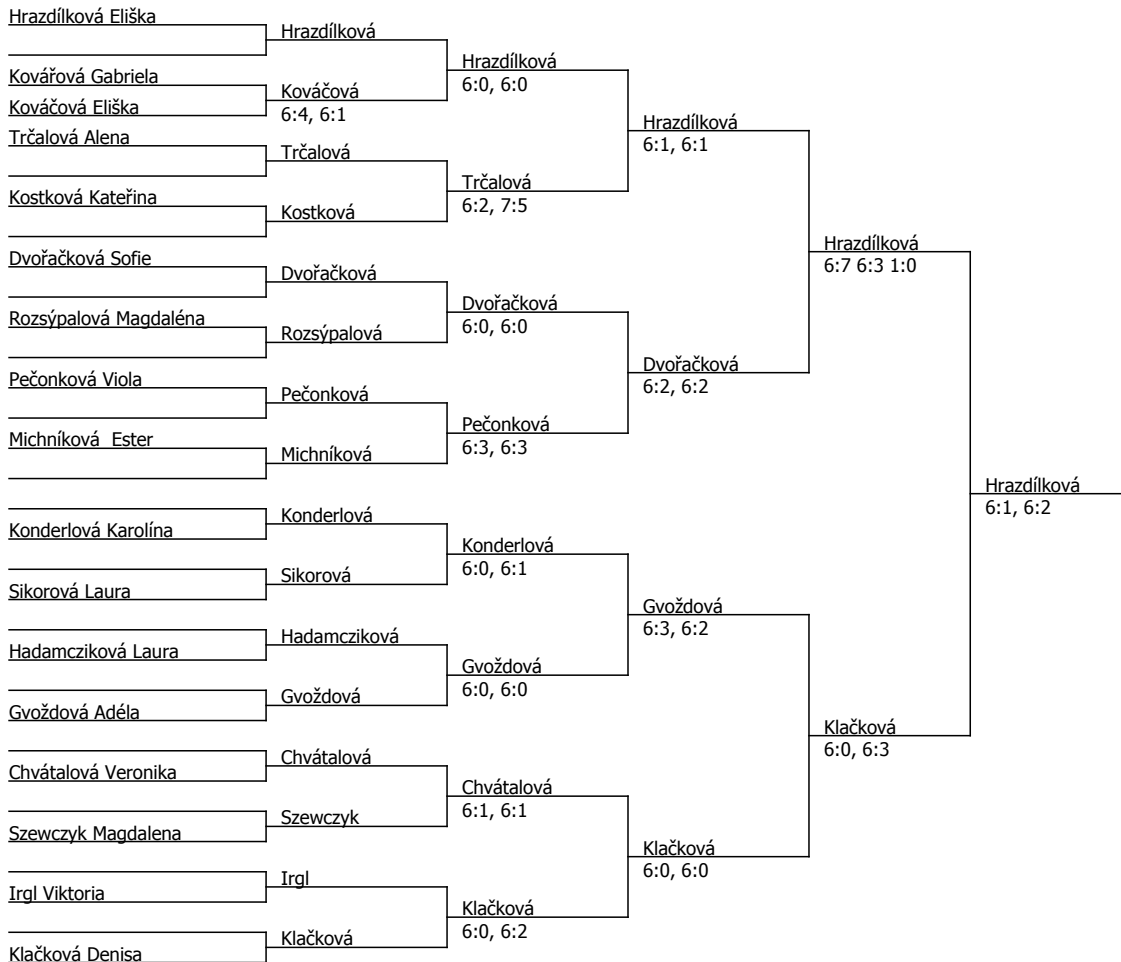 Hrazdílková Eliška
Hrazdílková
Hrazdílková
6:0, 6:0
Kovářová Gabriela
Kováčová
Kováčová Eliška
6:4, 6:1
Hrazdílková
6:1, 6:1
Trčalová Alena
Trčalová
Trčalová
6:2, 7:5
Kostková Kateřina
Kostková
Hrazdílková
6:7 6:3 1:0
Dvořačková Sofie
Dvořačková
Dvořačková
6:0, 6:0
Rozsýpalová Magdaléna
Rozsýpalová
Dvořačková
6:2, 6:2
Pečonková Viola
Pečonková
Pečonková
6:3, 6:3
Michníková  Ester
Michníková
Hrazdílková
6:1, 6:2
Konderlová
Konderlová Karolína
Konderlová
6:0, 6:1
Sikorová
Sikorová Laura
Gvoždová
6:3, 6:2
Hadamcziková
Hadamcziková Laura
Gvoždová
6:0, 6:0
Gvoždová
Gvoždová Adéla
Klačková
6:0, 6:3
Chvátalová
Chvátalová Veronika
Chvátalová
6:1, 6:1
Szewczyk
Szewczyk Magdalena
Klačková
6:0, 6:0
Irgl
Irgl Viktoria
Klačková
6:0, 6:2
Klačková
Klačková Denisa